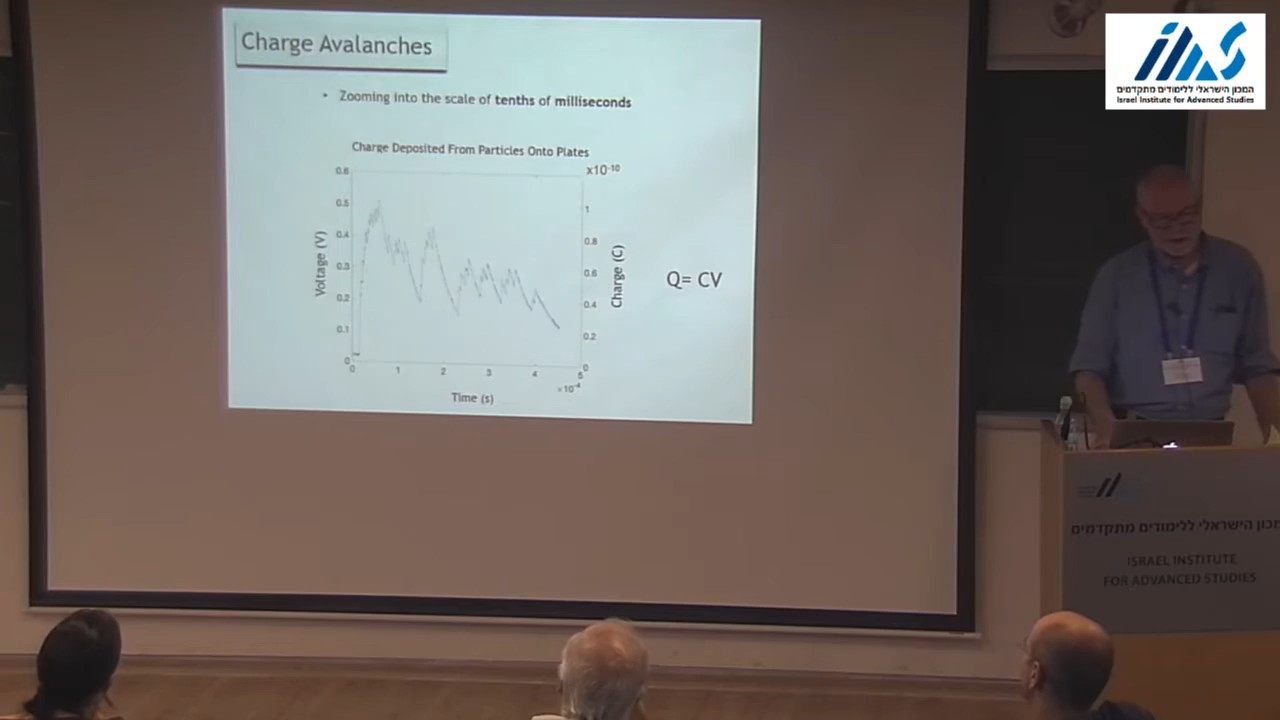 Charge Avalanches
• Zooming into the scale of tenths of milliseconds
Charge Deposited From Particles Onto Plates
x10-10
0.6
0.5
0.4
0.3
0.2
0.1
0
Voltage (V)
1
0.8
0.6
0.4
0.2
0
Charge (C)
0 1 2 3 4 5
×10-4
Time (s)
Q= CV
המכון הישראלי ללימודים מתקדמים
Israel Institute for Advanced Studies
מכון הישראלי ללימודים מתקדמים
ISRAEL INSTITUTE
FOR ADVANCED STUDIES